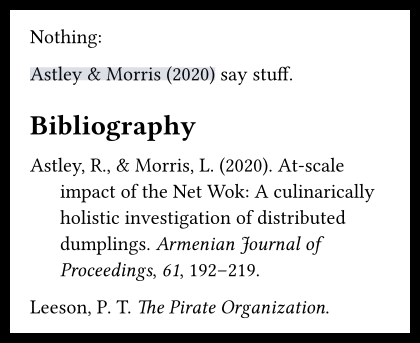 Nothing:
Astley & Morris (2020) say stuff.
Bibliography
Astley, R., & Morris, L. (2020). At-scale
impact of the Net Wok: A culinarically
holistic investigation of distributed
dumplings. Armenian Journal of
Proceedings, 61, 192–219.
Leeson, P. T. The Pirate Organization.